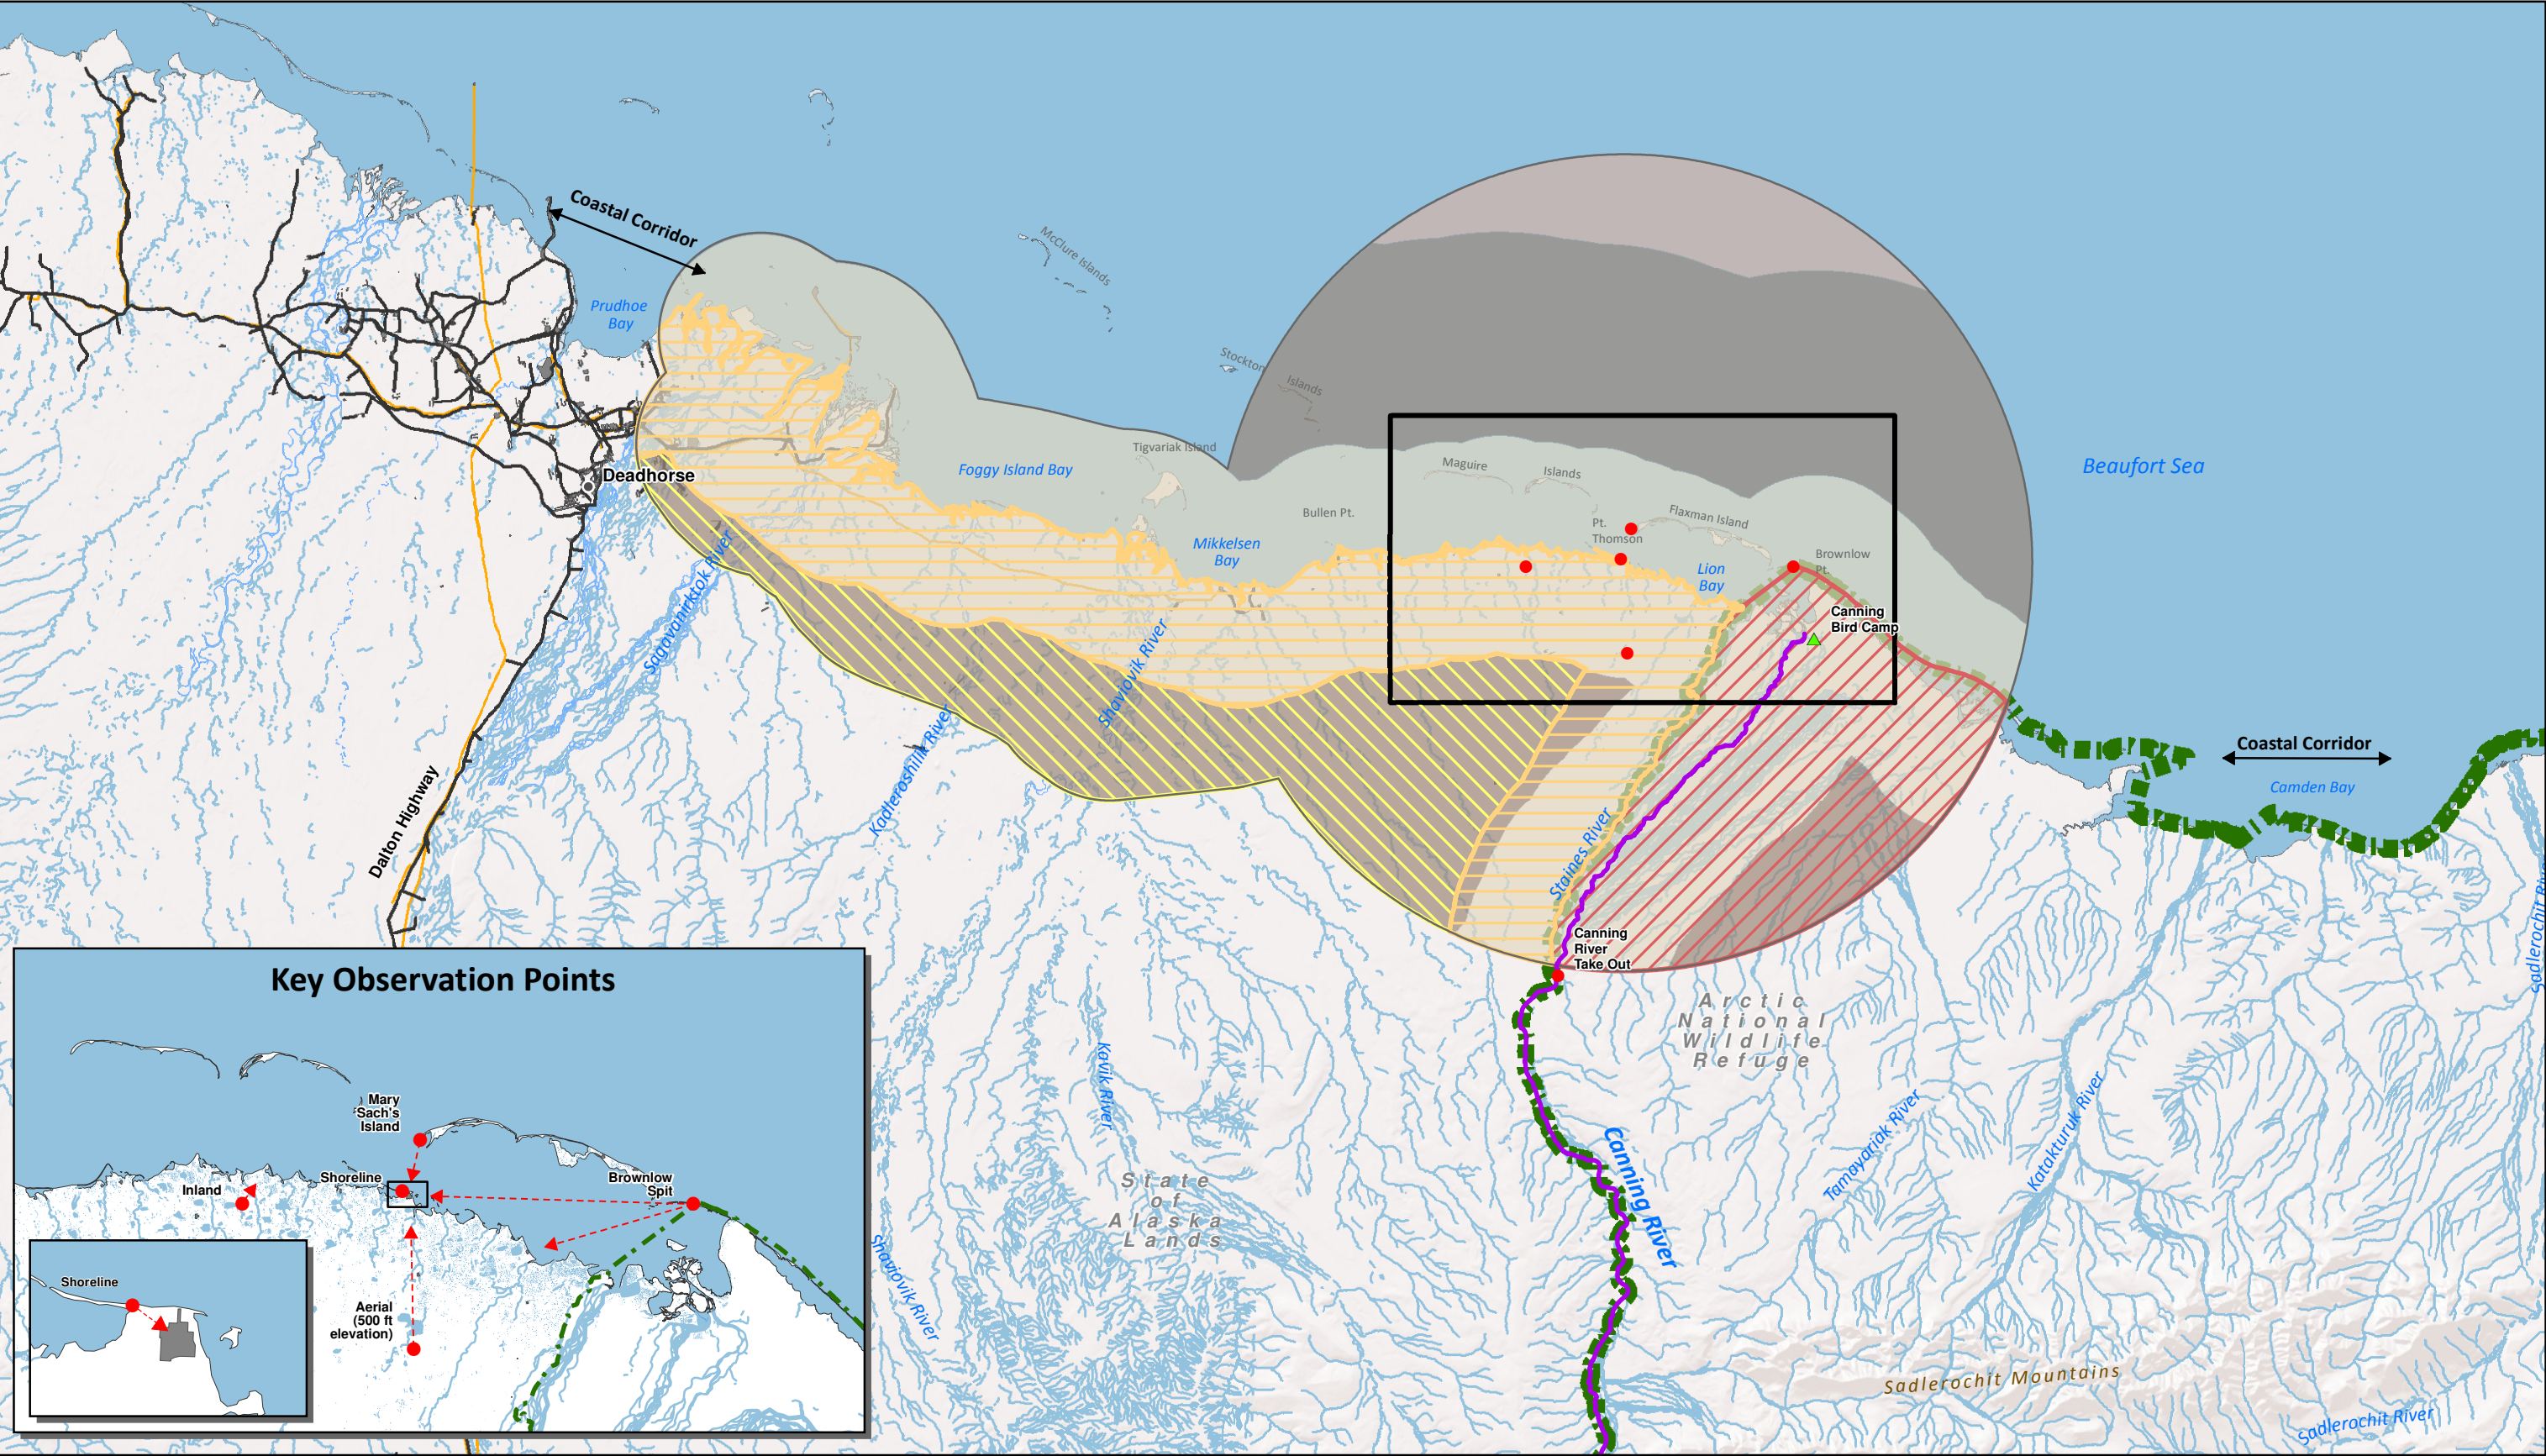 Coastal Corridor
Prudhoe
Bay
McClure Islands
Stockton
Islands
Deadhorse
Foggy Island Bay
Tigvariak Island
Mikkelsen
Bay
Bullen Pt.
Maguire
Islands
Pt.
Thomson
Flaxman Island
Lion
Bay
Brownlow
Pt.
Canning
Bird Camp
Beaufort Sea
Coastal Corridor
Camden Bay
Sagavanirktok River
Shaviovik River
Kadleroshilik River
Dalton Highway
Staines River
Canning
River
Take Out
Arctic
National
Wildlife
Refuge
Sadlerochit River
Kavik River
State
of
Alaska
Lands
Shaviovik River
Canning River
Tamayariak River
Katakturuk River
Sadlerochit Mountains
Sadlerochit River
Key Observation Points
Mary
Sach's
Island
Shoreline
Inland
Brownlow
Spit
Aerial
(500 ft
elevation)
Shoreline